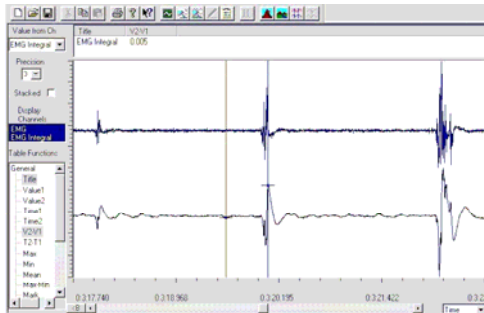 Value from Ch:
EMG Integral
Precision
3
Stacked
Display
Channels
EMG
EMG Integral
Table Functions
General
Title
Value1
Value2
Time1
Time2
V2-V1
T2-T1
Max
Min
Mean
Max-Min
Mark
Title V2-V1
EMG Integral 0.005
0:3:17.740 0:3:18.968 0:3:20.195 0:3:21.422
Time